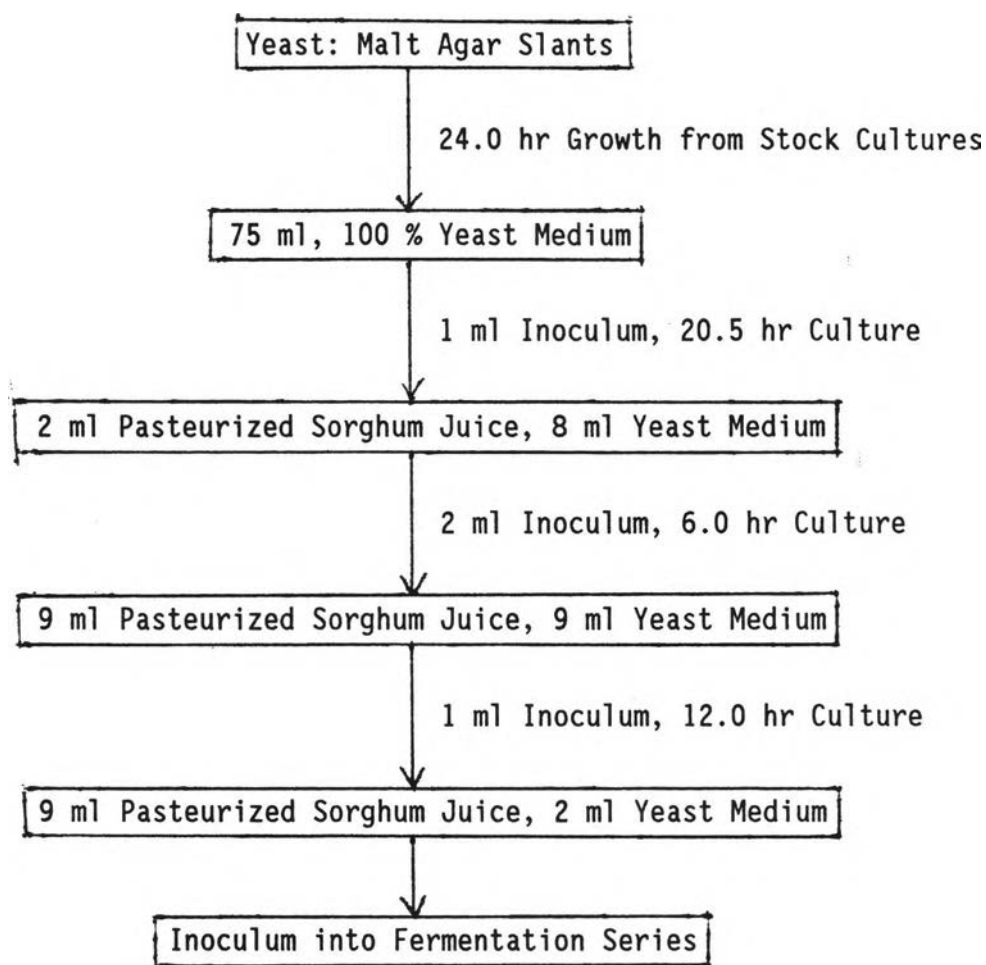 Yeast: Malt Agar Slants
24.0 hr Growth from Stock Cultures
75 ml, 100 % Yeast Medium
1 ml Inoculum, 20.5 hr Culture
2 ml Pasteurized Sorghum Juice, 8 ml Yeast Medium
2 ml Inoculum, 6.0 hr Culture
9 ml Pasteurized Sorghum Juice, 9 ml Yeast Medium
1 ml Inoculum, 12.0 hr Culture
9 ml Pasteurized Sorghum Juice, 2 ml Yeast Medium
Inoculum into Fermentation Series